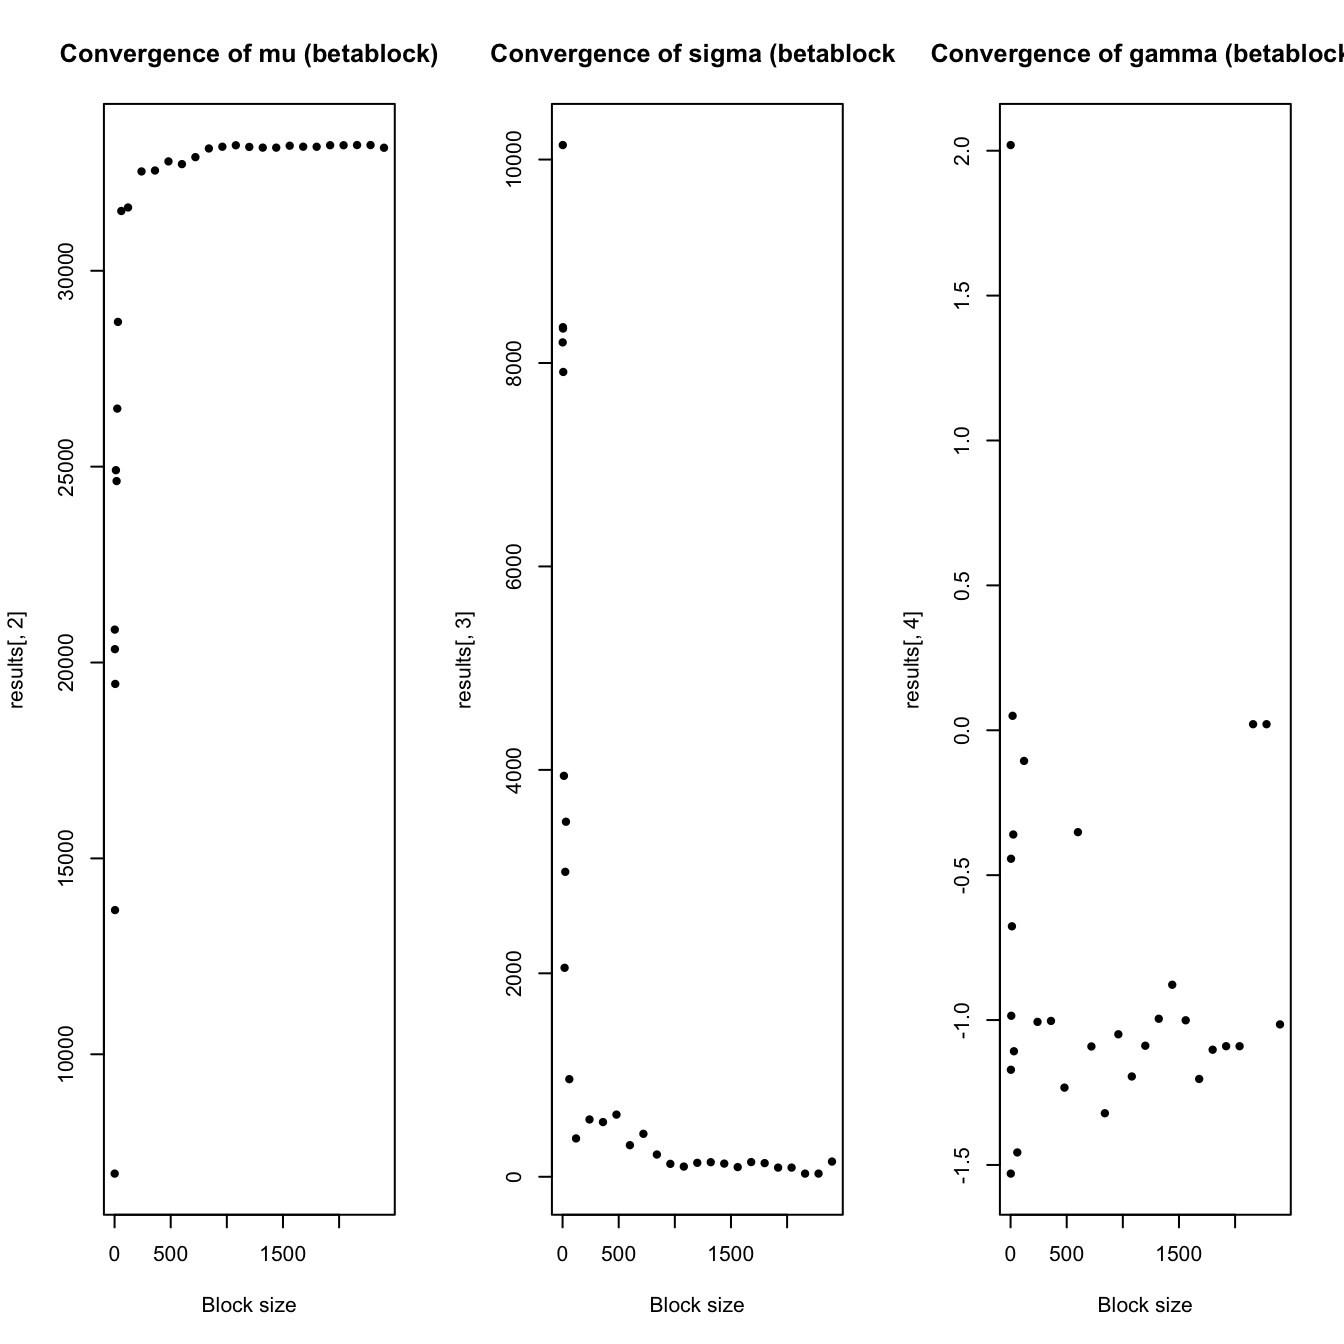 Convergence of mu (betablock)
results[, 2]
10000 15000 20000 25000 30000
0 500 1500
Block size
Convergence of sigma (betablock
results[, 3]
0 2000 4000 6000 8000 10000
0 500 1500
Block size
Convergence of gamma (betablock
results[, 4]
-1.5 -1.0 -0.5 0.0 0.5 1.0 1.5 2.0
0 500 1500
Block size